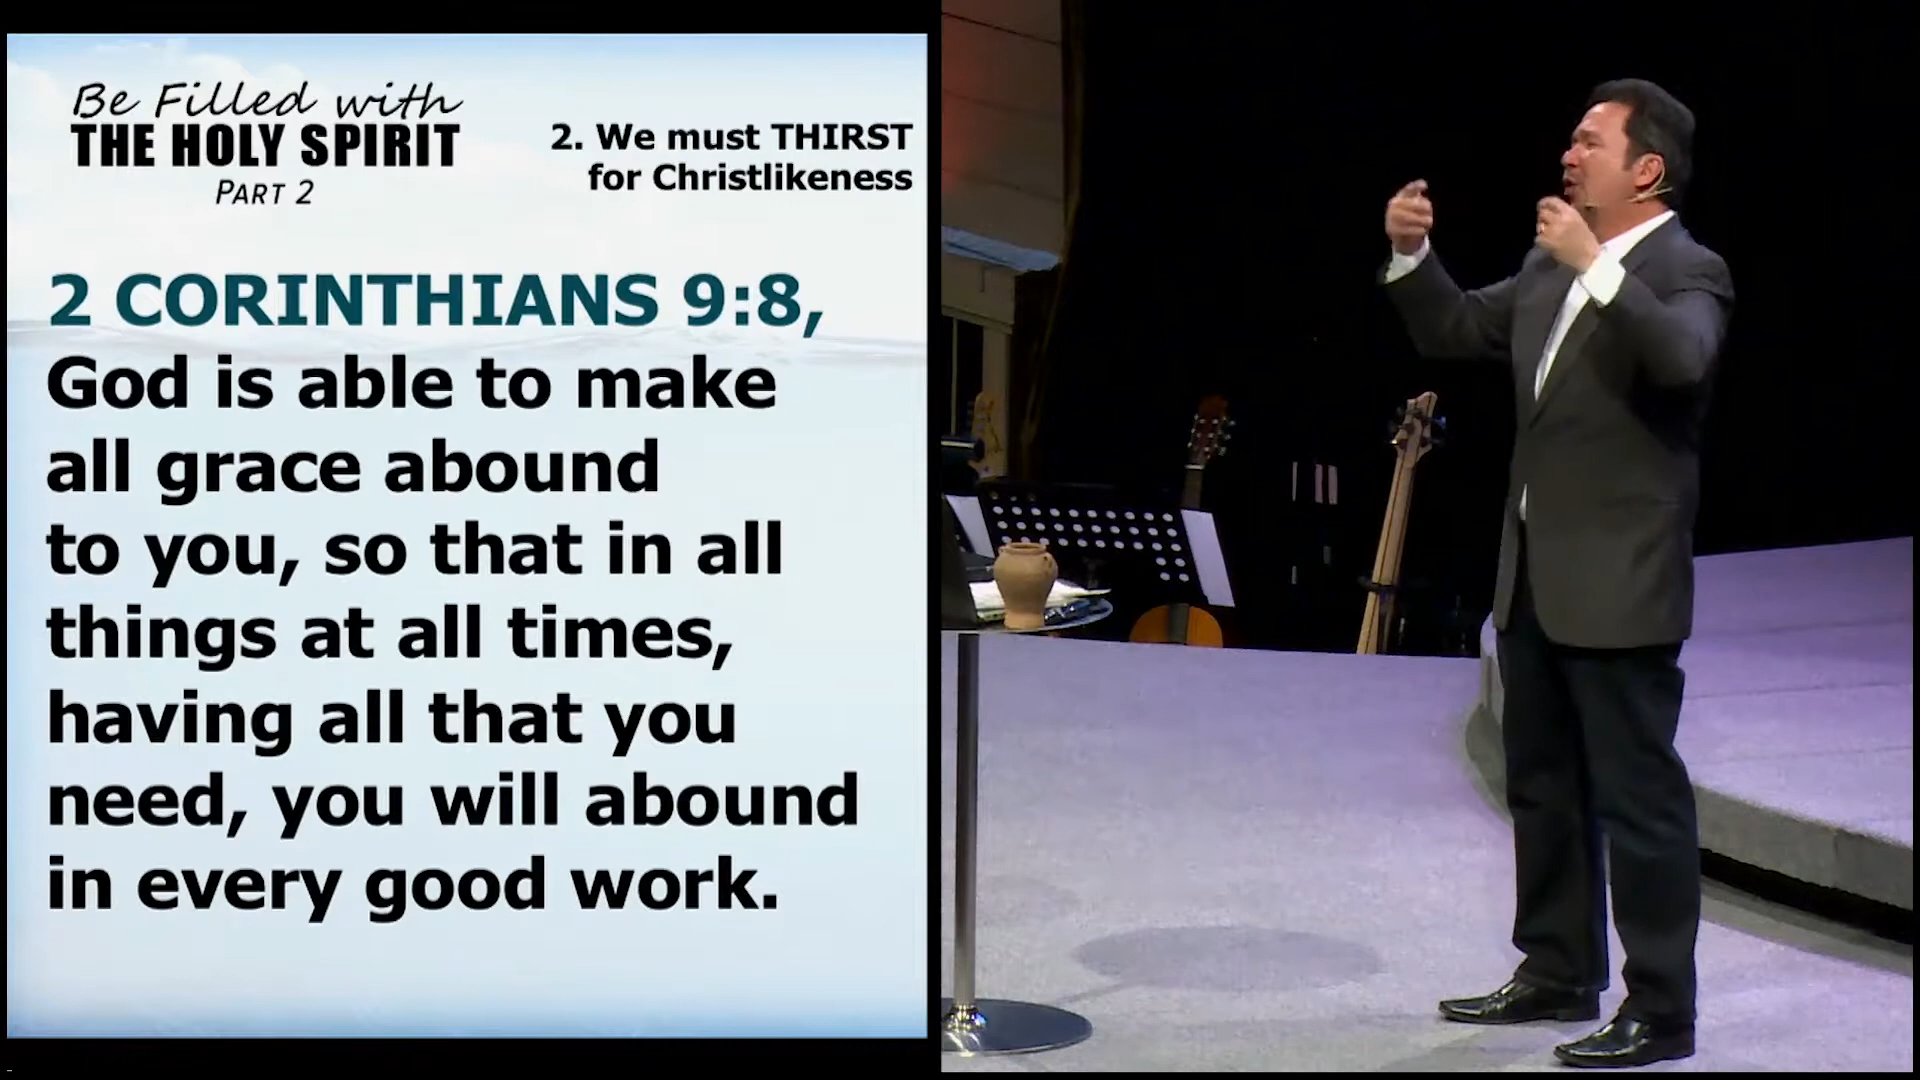 Be Filled with
THE HOLY SPIRIT
PART 2
2. We must THIRST
for Christlikeness
2 CORINTHIANS 9:8,
God is able to make
all grace abound
to you, so that in all
things at all times,
having all that you
need, you will abound
in every good work.